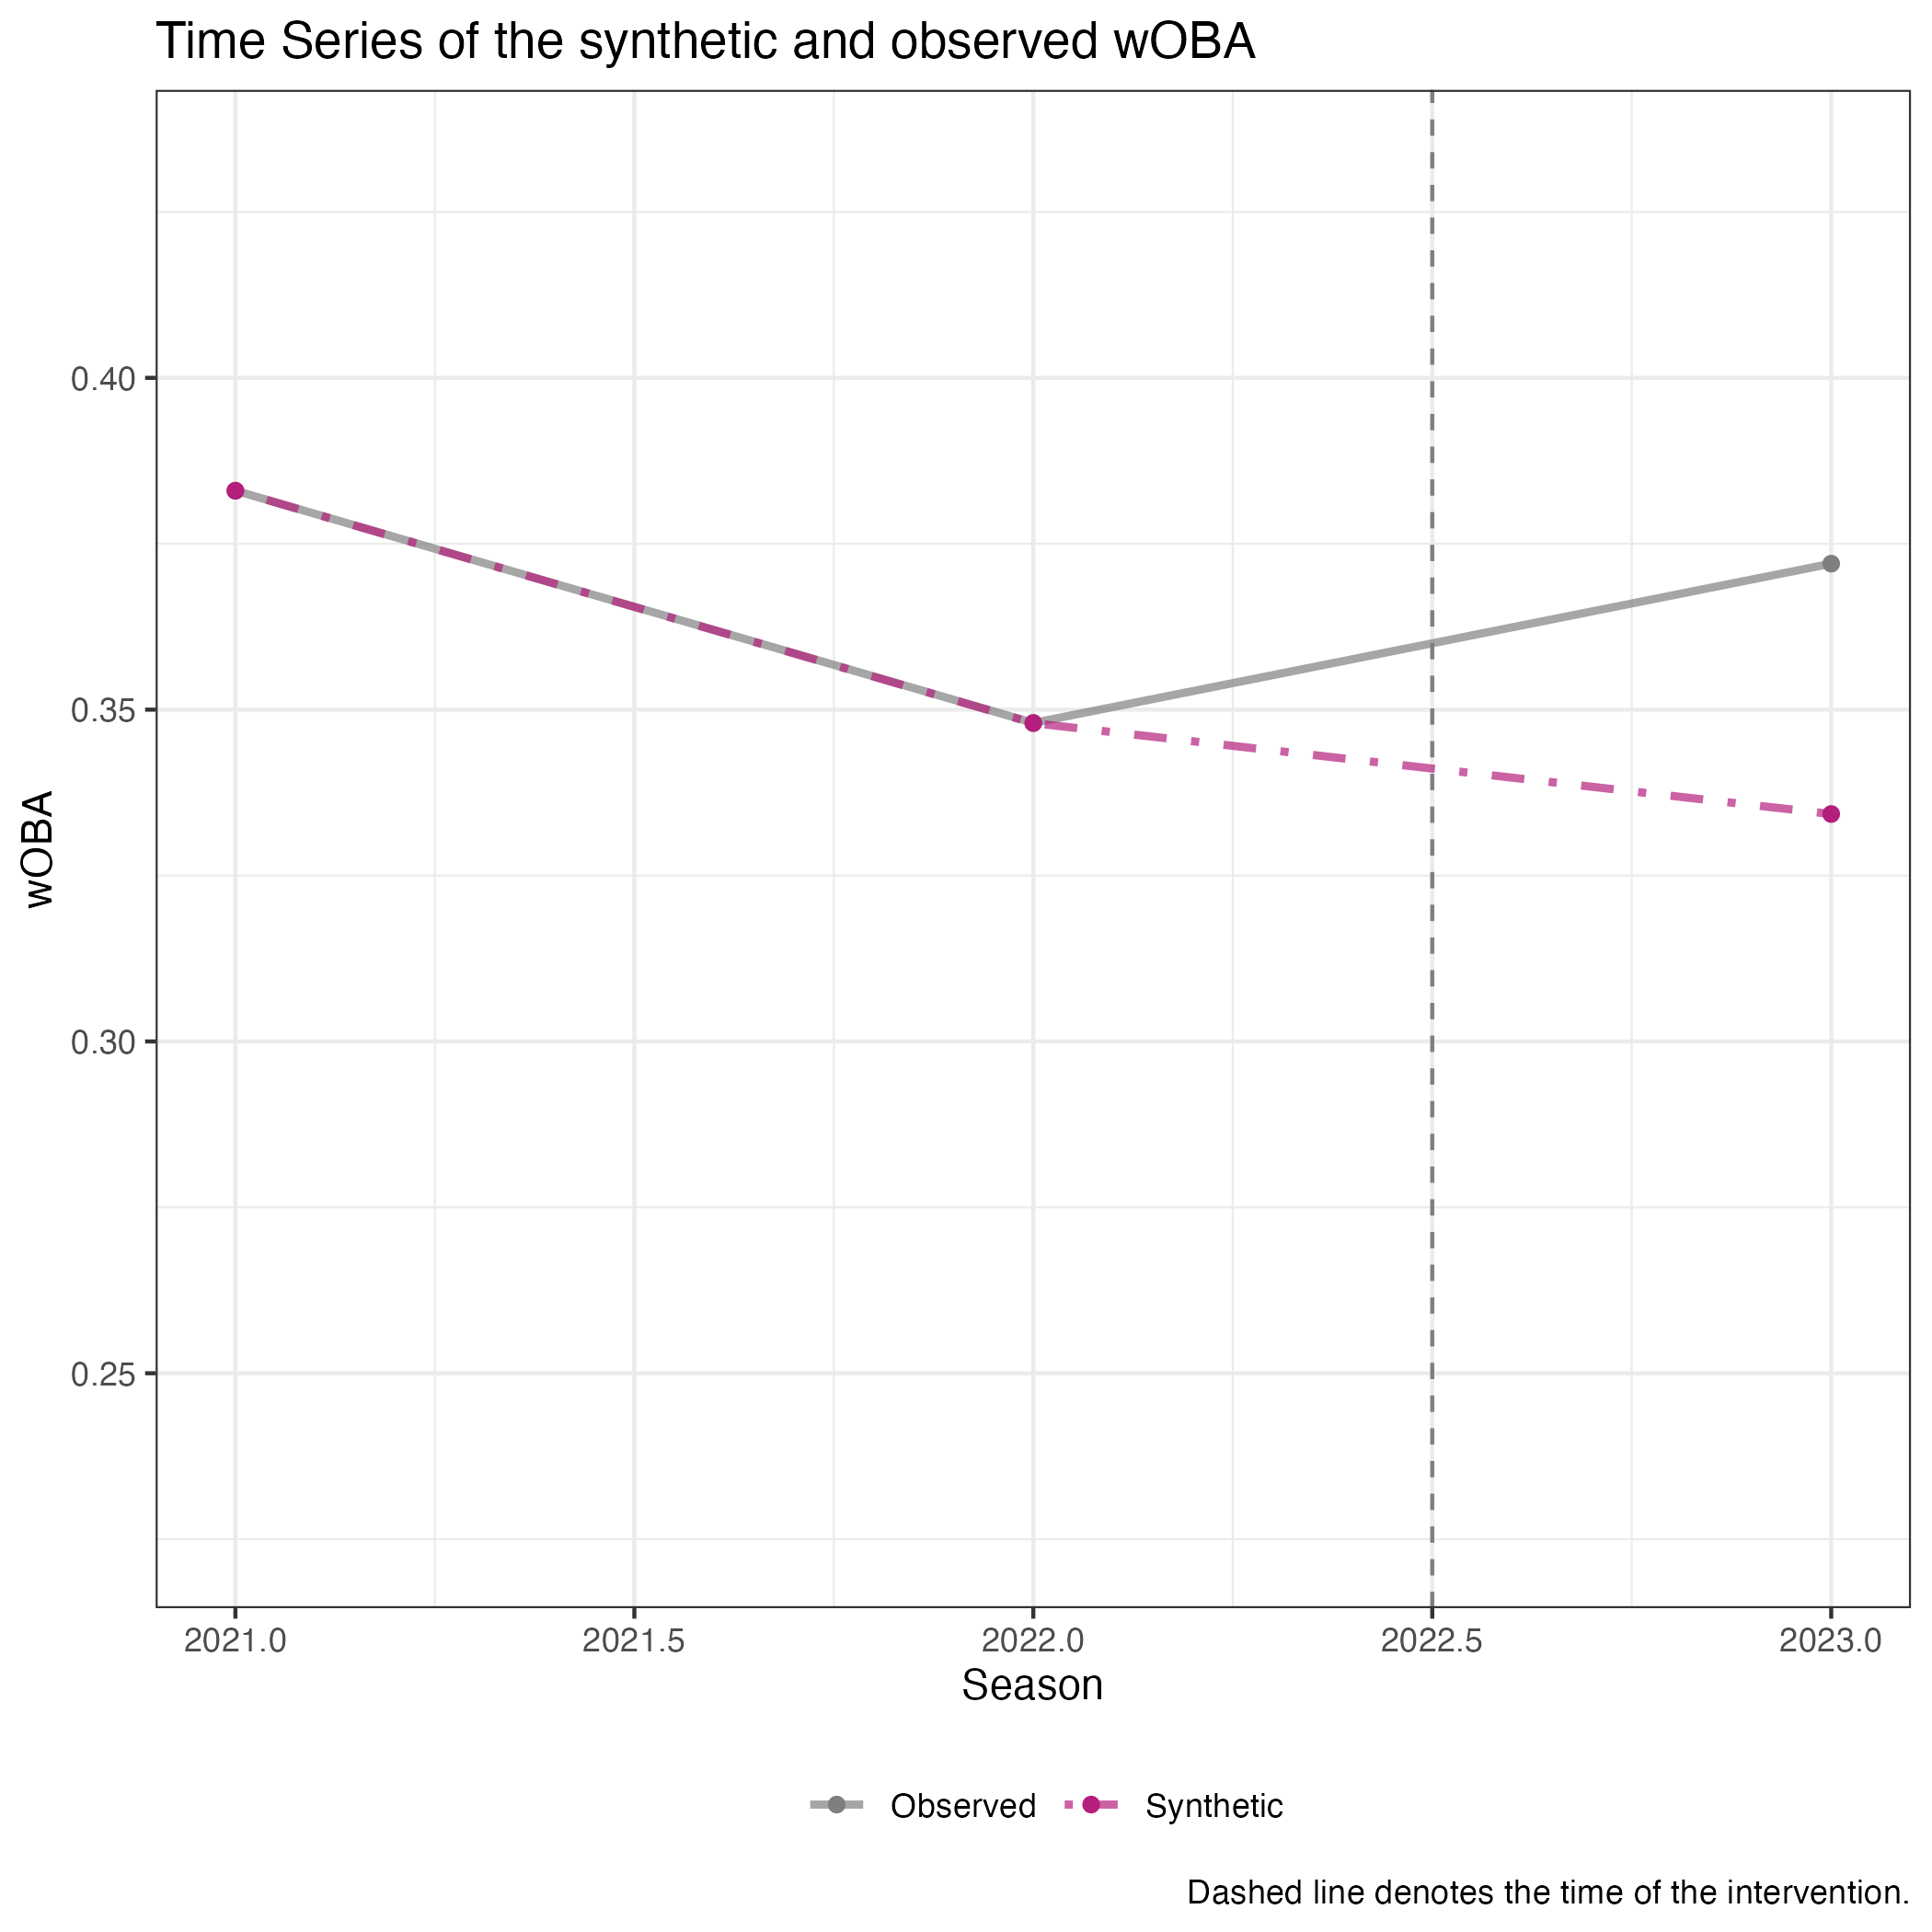 Time Series of the synthetic and observed wOBA
wOBA
0.40
0.35
0.30
0.25
2021.0 2021.5 2022.0 2022.5 2023.0
Season
Observed Synthetic
Dashed line denotes the time of the intervention.